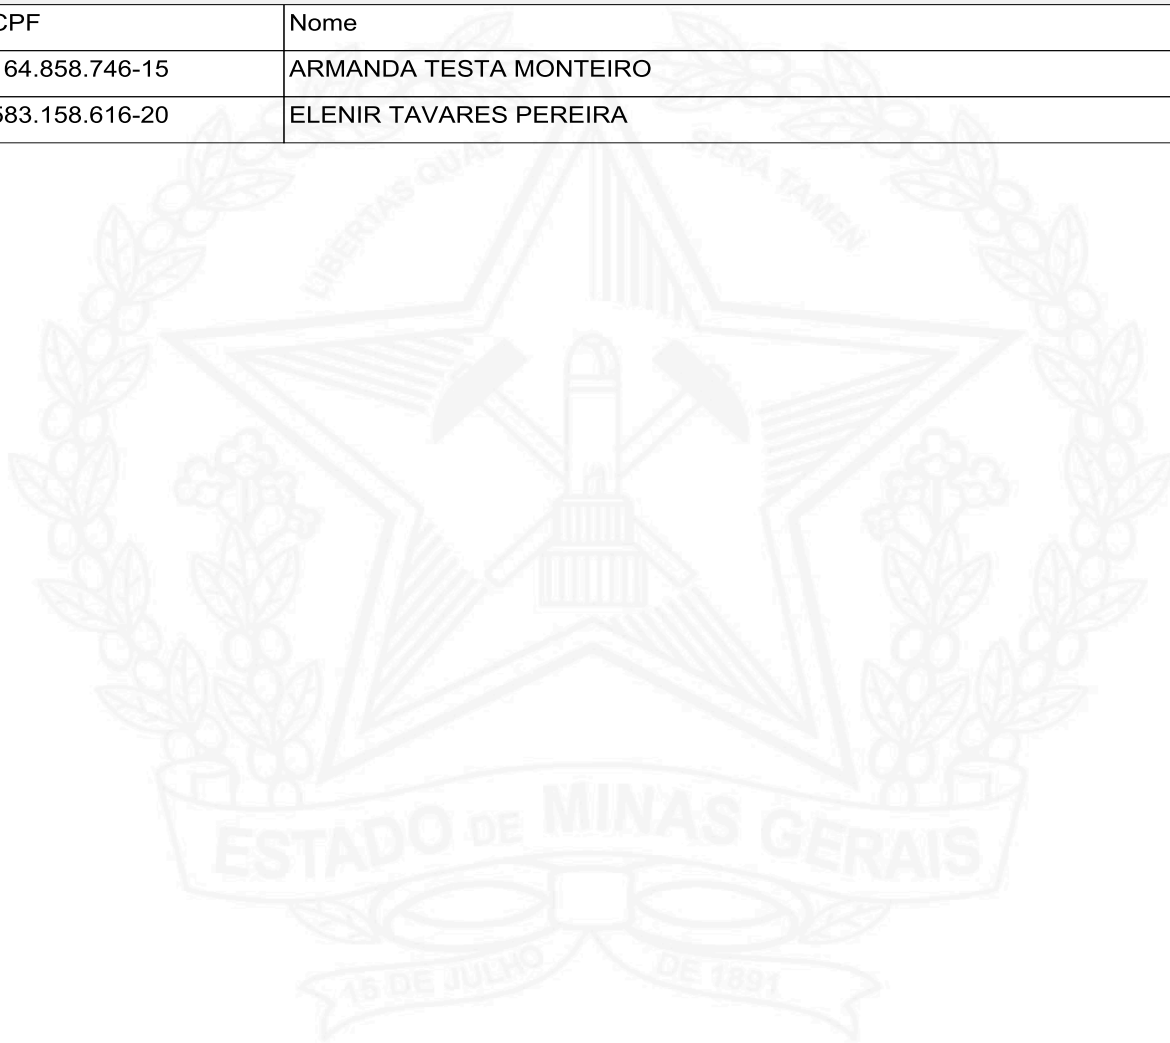 CPF Nome
64.858.746-15 ARMANDA TESTA MONTEIRO
583.158.616-20 ELENIR TAVARES PEREIRA
LIBERTAS QUAE SERA TAMEN
ESTADO DE MINAS GERAIS
15 DE JULHO DE 1891